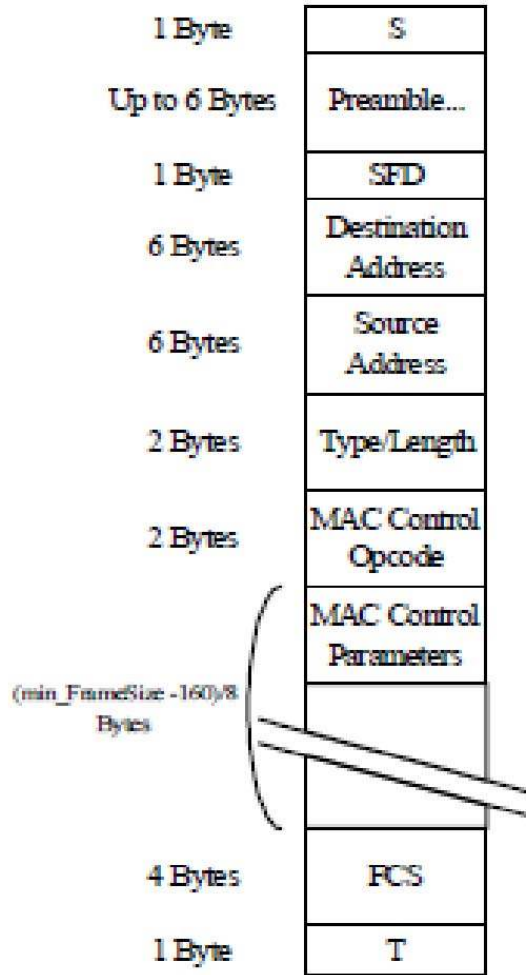 1 Byte S
Up to 6 Bytes Preamble...
1 Byte SFD
6 Bytes Destination
Address
6 Bytes Source
Address
2 Bytes Type/Length
2 Bytes MAC Control
Opcode
MAC Control
Parameters
(min_FrameSize -160)/8
Bytes
4 Bytes FCS
1 Byte T